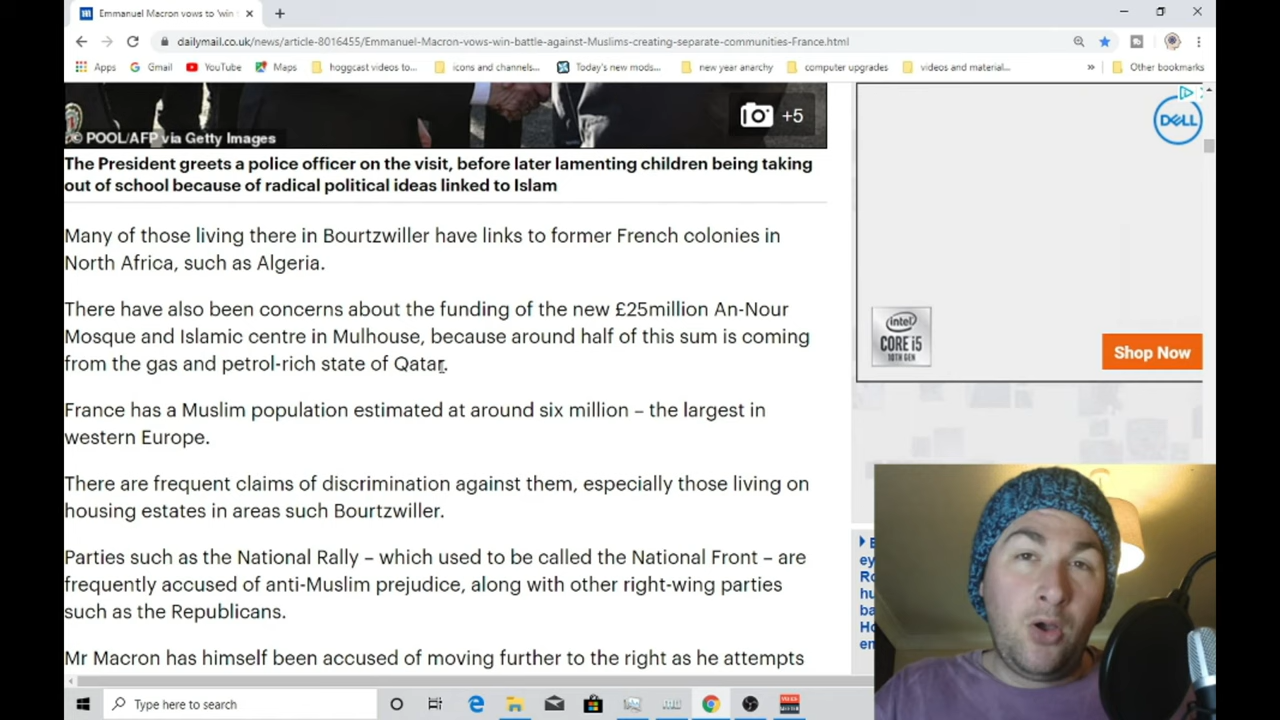 Emmanuel Macron vows to 'win
dailymail.co.uk/news/article-8016455/Emmanuel-Macron-vows-win-battle-against-Muslims-creating-separate-communities-France.html
Apps Gmail YouTube Maps hoggcast videos to... icons and channels... Today's new mods... new year anarchy computer upgrades videos and material... » Other bookmarks
+5
© POOL/AFP via Getty Images
The President greets a police officer on the visit, before later lamenting children being taking
out of school because of radical political ideas linked to Islam
Many of those living there in Bourtzwiller have links to former French colonies in
North Africa, such as Algeria.
There have also been concerns about the funding of the new £25million An-Nour
Mosque and Islamic centre in Mulhouse, because around half of this sum is coming
from the gas and petrol-rich state of Qatar.
France has a Muslim population estimated at around six million – the largest in
western Europe.
There are frequent claims of discrimination against them, especially those living on
housing estates in areas such Bourtzwiller.
Parties such as the National Rally – which used to be called the National Front – are
frequently accused of anti-Muslim prejudice, along with other right-wing parties
such as the Republicans.
Mr Macron has himself been accused of moving further to the right as he attempts
DELL
intel
CORE i5
10TH GEN
Shop Now
Type here to search